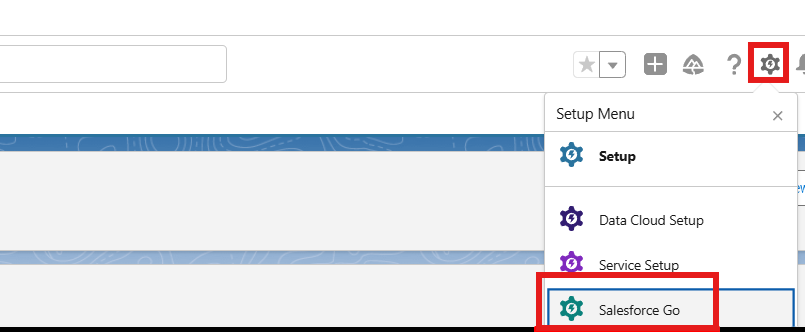 ?
Setup Menu
Setup
Data Cloud Setup
Service Setup
Salesforce Go